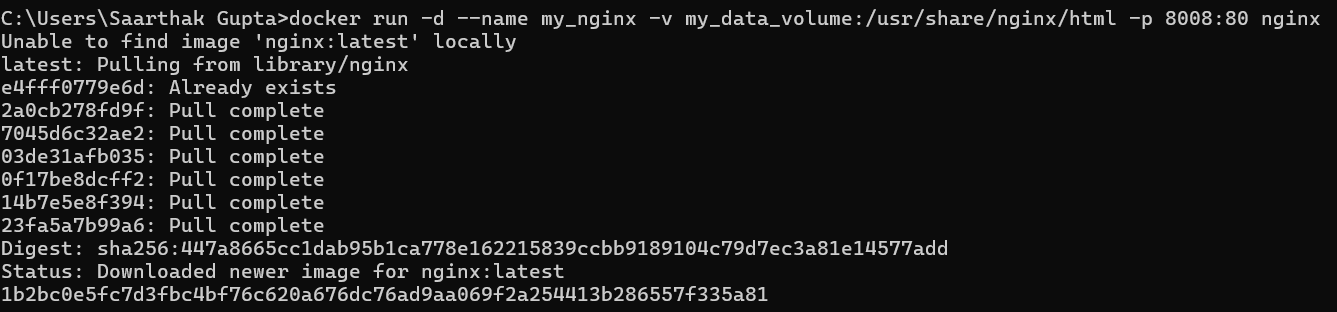 C:\Users\Saarthak Gupta>docker run -d --name my_nginx -v my_data_volume:/usr/share/nginx/html -p 8008:80 nginx
Unable to find image 'nginx:latest' locally
latest: Pulling from library/nginx
e4fff0779e6d: Already exists
2a0cb278fd9f: Pull complete
7045d6c32ae2: Pull complete
03de31afb035: Pull complete
0f17be8dcff2: Pull complete
14b7e5e8f394: Pull complete
23fa5a7b99a6: Pull complete
Digest: sha256:447a8665cc1dab95b1ca778e162215839ccbb9189104c79d7ec3a81e14577add
Status: Downloaded newer image for nginx:latest
1b2bc0e5fc7d3fbc4bf76c620a676dc76ad9aa069f2a254413b286557f335a81